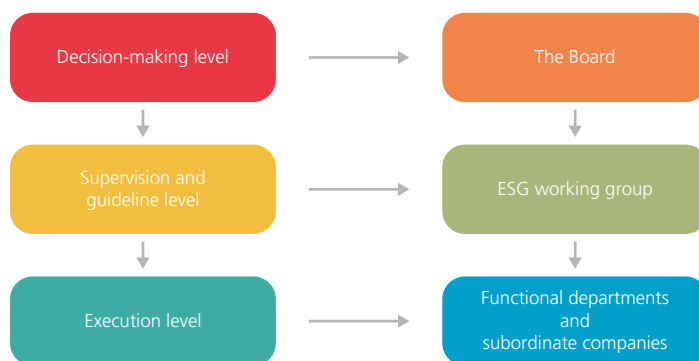 Decision-making level
The Board
Supervision and
guideline level
ESG working group
Execution level
Functional departments
and
subordinate companies